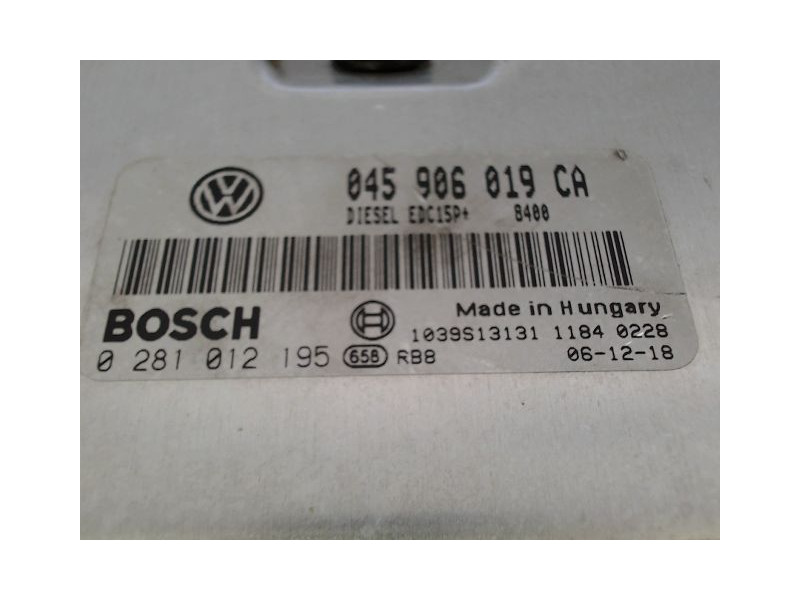 045 906 019 CA
DIESEL EDC15P+ 8400
BOSCH
Made in Hungary
1039S13131 1184 0228
0 281 012 195 658 RB8 06-12-18